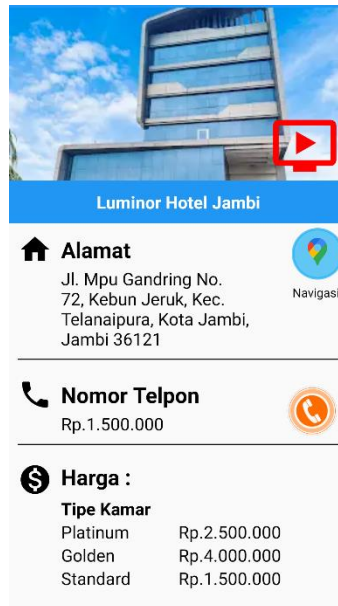 Luminor Hotel Jambi
Alamat
Jl. Mpu Gandring No.
72, Kebun Jeruk, Kec.
Telanaipura, Kota Jambi,
Jambi 36121
Navigasi
Nomor Telpon
Rp.1.500.000
Harga :
Tipe Kamar
Platinum Rp.2.500.000
Golden Rp.4.000.000
Standard Rp.1.500.000